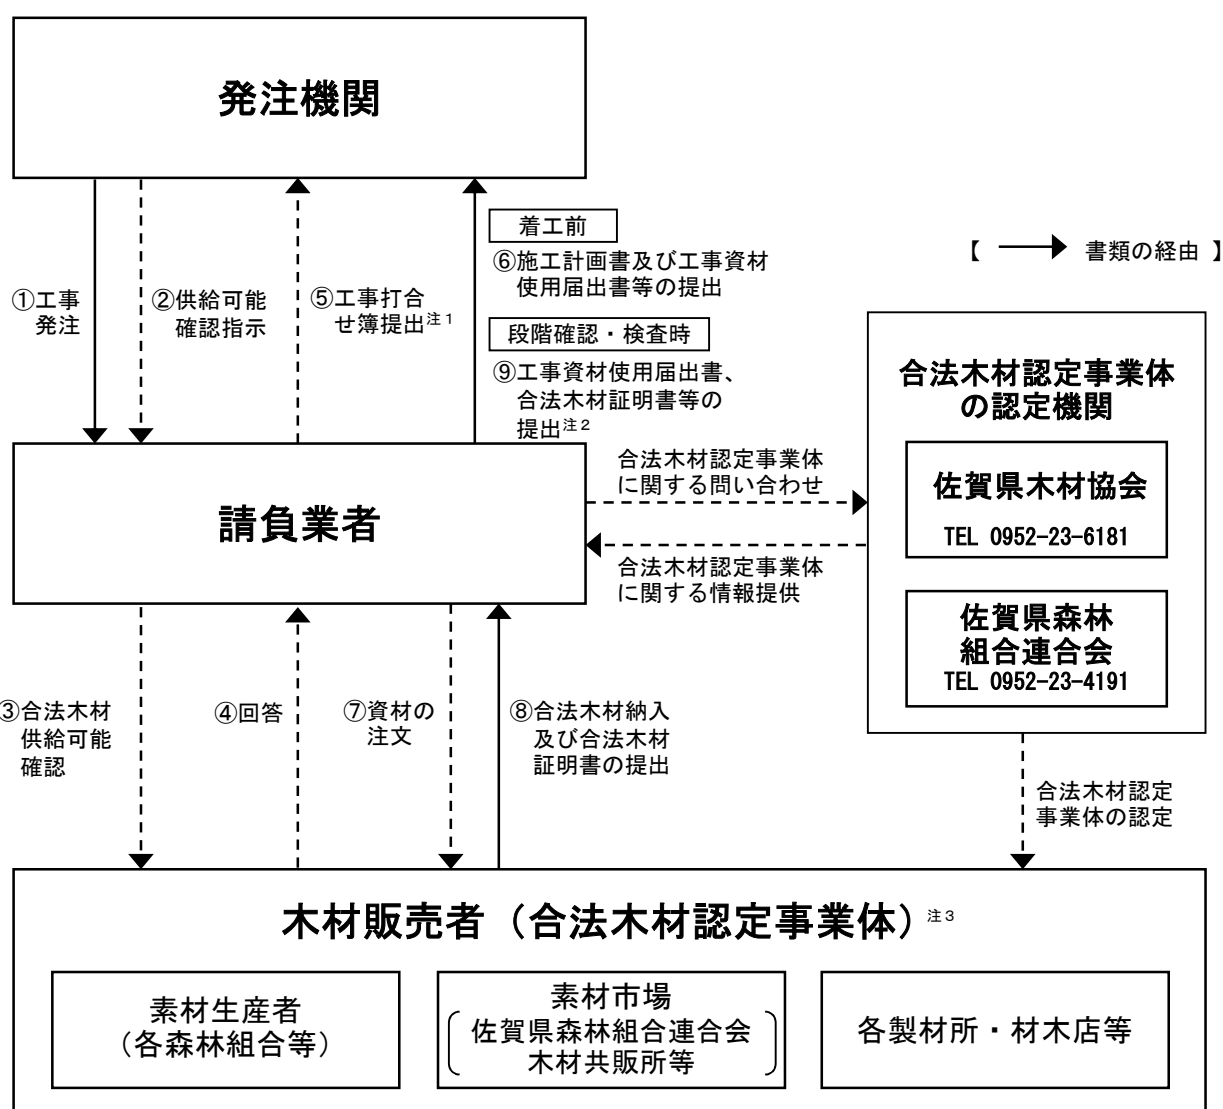 発注機関
【 → 書類の経由 】
①工事
発注
②供給可能
確認指示
⑤工事打合
せ簿提出注1
着工前
⑥施工計画書及び工事資材
使用届出書等の提出
段階確認・検査時
⑨工事資材使用届出書、
合法木材証明書等の
提出注2
請負業者
合法木材認定事業体
に関する問い合わせ
合法木材認定事業体
に関する情報提供
合法木材認定事業体
の認定機関
佐賀県木材協会
TEL 0952-23-6181
佐賀県森林
組合連合会
TEL 0952-23-4191
③合法木材
供給可能
確認
④回答
⑦資材の
注文
⑧合法木材納入
及び合法木材
証明書の提出
合法木材認定
事業体の認定
木材販売者（合法木材認定事業体）注3
素材生産者
（各森林組合等）
素材市場
佐賀県森林組合連合会
木材共販所等
各製材所・材木店等